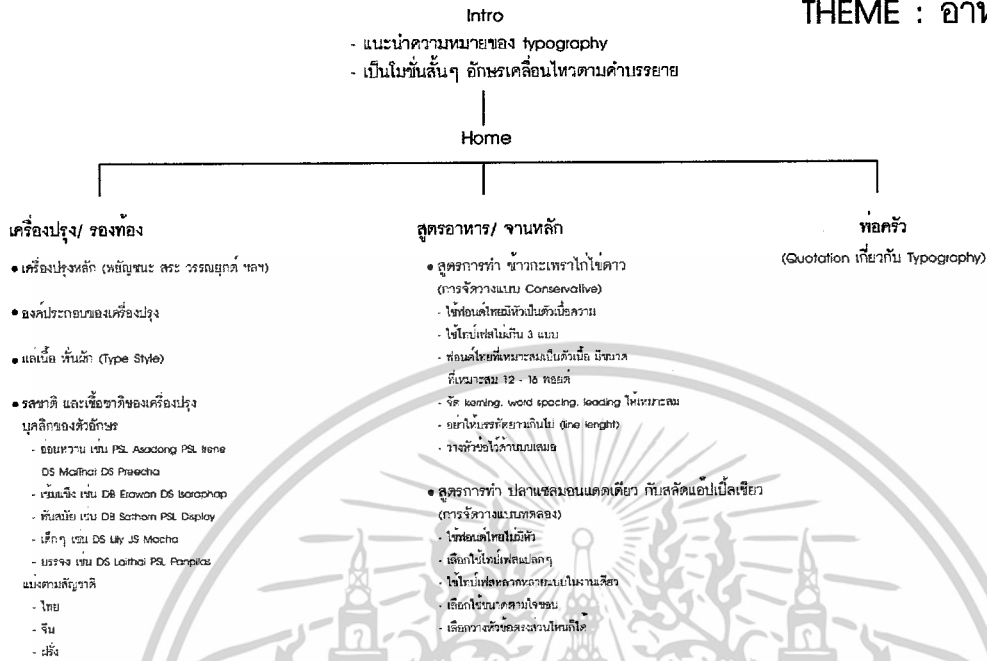 THEME : อาห
Intro
- แนะนำความหมายของ typography
- เป็นโมชั่นสั้นๆ อักษรเคลื่อนไหวตามคำบรรยาย
Home
เครื่องปรุง/ รองท้อง
• เครื่องปรุงหลัก (พยัญชนะ สระ วรรณยุกต์ ฯลฯ)
• องค์ประกอบของเครื่องปรุง
• แล่เนื้อ หั่นผัก (Type Style)
• รสชาติ และเชื้อชาติของเครื่องปรุง
บุคลิกของตัวอักษร
- อ่อนหวาน เช่น PSL Asadong PSL Irene
DS MaiThai DS Preecha
- เข้มแข็ง เช่น DB Erawan DS Isaraphap
- ทันสมัย เช่น DB Sathorn PSL Display
- เด็กๆ เช่น DS Lily JS Macha
- บรรจง เช่น DS Laithai PSL Panpilas
แบ่งตามสัญชาติ
- ไทย
- จีน
- ฝรั่ง
สูตรอาหาร/ จานหลัก
• สูตรการทำ ข้าวกะเพราไก่ไข่ดาว
(การจัดวางแบบ Conservative)
- ใช้ฟอนต์ไทยมีหัวเป็นตัวเนื้อความ
- ใช้ไทป์เฟสไม่เกิน 3 แบบ
- ฟอนต์ไทยที่เหมาะสมเป็นตัวเนื้อ มีขนาด
ที่เหมาะสม 12 - 16 พอยต์
- จัด kerning, word spacing, leading ให้เหมาะสม
- อย่าให้บรรทัดยาวเกินไป (line lenght)
- วางหัวข้อไว้ด้านบนเสมอ
• สูตรการทำ ปลาแซลมอนแดดเดียว กับสลัดแอ๊ปเปิ้ลเขียว
(การจัดวางแบบทดลอง)
- ใช้ฟอนต์ไทยไม่มีหัว
- เลือกใช้ไทป์เฟสแปลกๆ
- ใช้ไทป์เฟสหลากหลายแบบในงานเดียว
- เลือกใช้ขนาดตามใจชอบ
- เลือกวางหัวข้อตรงส่วนไหนก็ได้
พ่อครัว
(Quotation เกี่ยวกับ Typography)